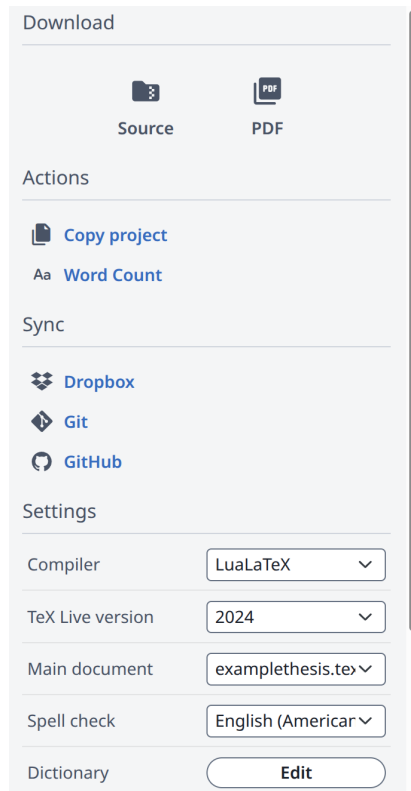 Download
PDF
Source PDF
Actions
Copy project
Aa Word Count
Sync
Dropbox
Git
GitHub
Settings
Compiler LuaLaTeX
TeX Live version 2024
Main document examplethesis.tex
Spell check English (American
Dictionary Edit